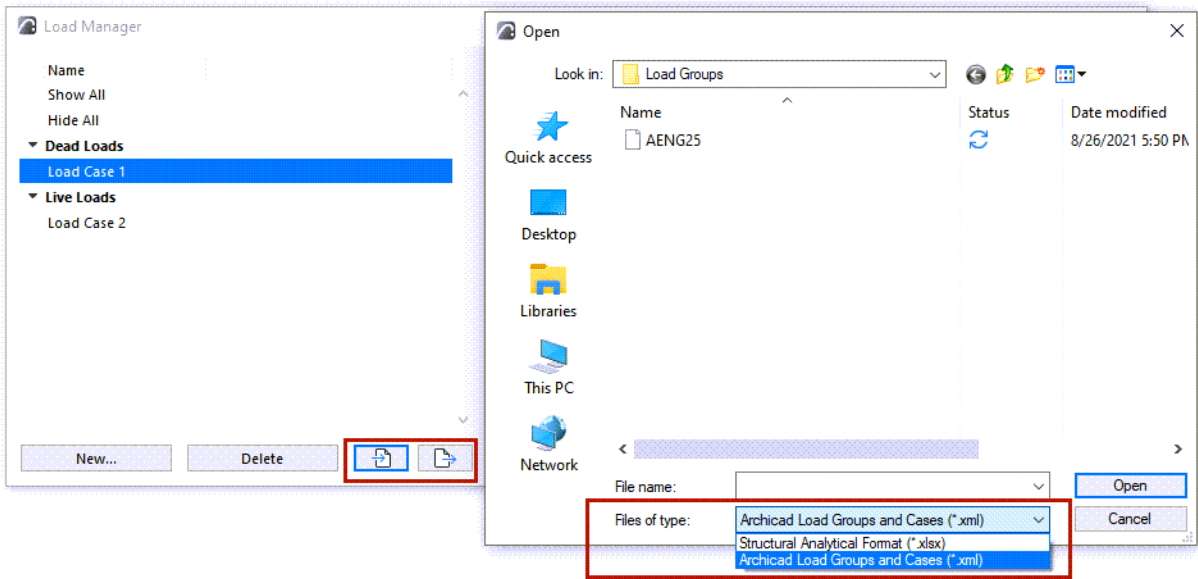 Load Manager
Name
Show All
Hide All
Dead Loads
Load Case 1
Live Loads
Load Case 2
New...
Delete
Open
Look in:
Load Groups
Name
Status
Date modified
AENG25
8/26/2021 5:50 PM
Quick access
Desktop
Libraries
This PC
Network
File name:
Open
Files of type:
Archicad Load Groups and Cases (*.xml)
Cancel
Structural Analytical Format (*.xlsx)
Archicad Load Groups and Cases (*.xml)